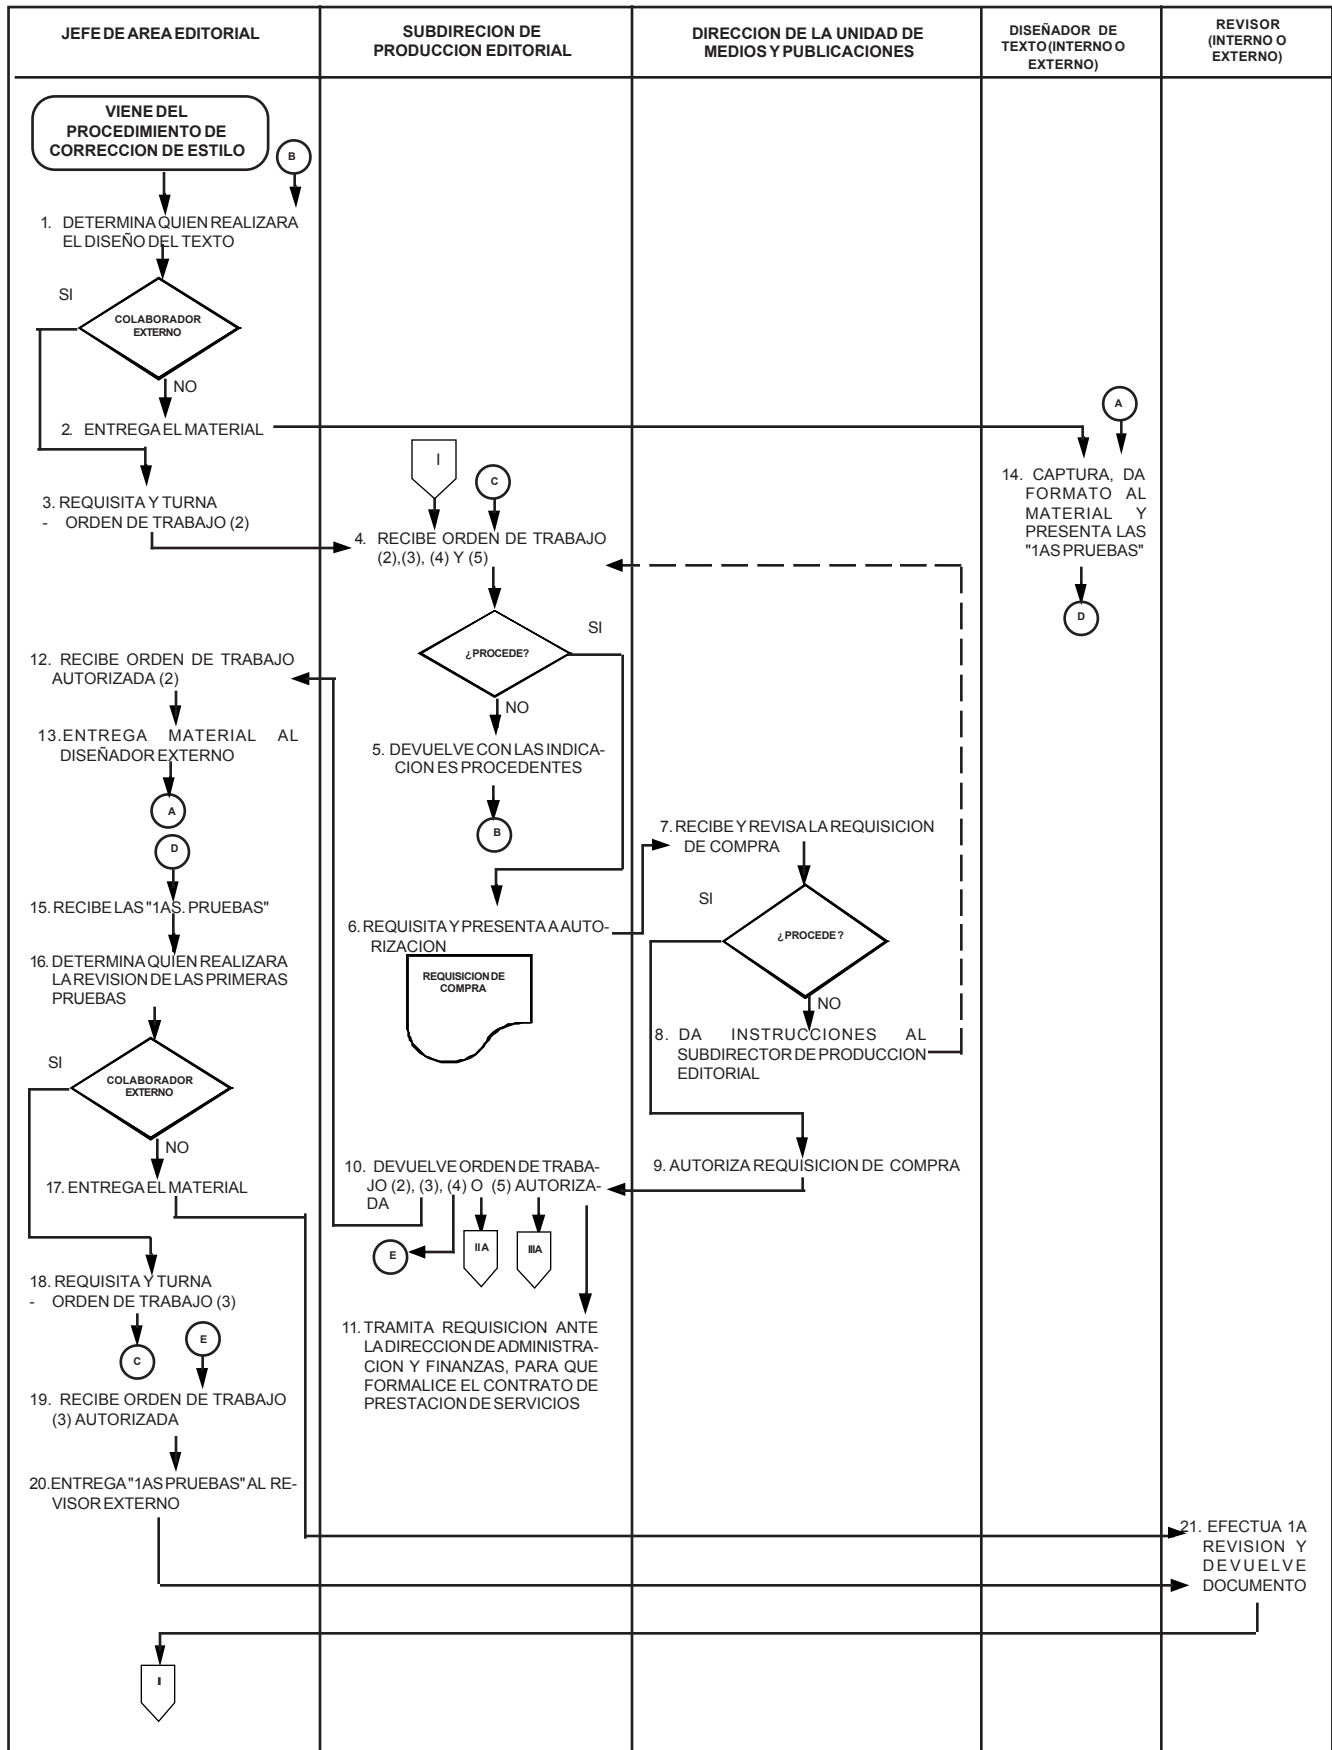 JEFE DE AREA EDITORIAL
SUBDIRECION DE
PRODUCCION EDITORIAL
DIRECCION DE LA UNIDAD DE
MEDIOS Y PUBLICACIONES
DISEÑADOR DE
TEXTO (INTERNO O
EXTERNO)
REVISOR
(INTERNO O
EXTERNO)
VIENE DEL
PROCEDIMIENTO DE
CORRECCION DE ESTILO
B
1. DETERMINA QUIEN REALIZARA
EL DISEÑO DEL TEXTO
SI
COLABORADOR
EXTERNO
NO
2. ENTREGA EL MATERIAL
3. REQUISITA Y TURNA
- ORDEN DE TRABAJO (2)
12. RECIBE ORDEN DE TRABAJO
AUTORIZADA (2)
13. ENTREGA MATERIAL AL
DISEÑADOR EXTERNO
A
D
15. RECIBE LAS "1AS. PRUEBAS"
16. DETERMINA QUIEN REALIZARA
LA REVISION DE LAS PRIMERAS
PRUEBAS
SI
COLABORADOR
EXTERNO
NO
17. ENTREGA EL MATERIAL
18. REQUISITA Y TURNA
- ORDEN DE TRABAJO (3)
C
E
19. RECIBE ORDEN DE TRABAJO
(3) AUTORIZADA
20. ENTREGA "1AS PRUEBAS" AL RE-
VISOR EXTERNO
II
I
C
4. RECIBE ORDEN DE TRABAJO
(2),(3), (4) Y (5)
SI
¿PROCEDE?
NO
5. DEVUELVE CON LAS INDICA-
CION ES PROCEDENTES
B
6. REQUISITA Y PRESENTA A AUTO-
RIZACION
REQUISICION DE
COMPRA
10. DEVUELVE ORDEN DE TRABA-
JO (2), (3), (4) O (5) AUTORIZA-
DA
E
II A
IIIA
11. TRAMITA REQUISICION ANTE
LA DIRECCION DE ADMINISTRA-
CION Y FINANZAS, PARA QUE
FORMALICE EL CONTRATO DE
PRESTACION DE SERVICIOS
7. RECIBE Y REVISA LA REQUISICION
DE COMPRA
SI
¿PROCEDE ?
NO
8. DA INSTRUCCIONES AL
SUBDIRECTOR DE PRODUCCION
EDITORIAL
9. AUTORIZA REQUISICION DE COMPRA
A
14. CAPTURA, DA
FORMATO AL
MATERIAL Y
PRESENTA LAS
"1AS PRUEBAS"
D
21. EFECTUA 1A
REVISION Y
DEVUELVE
DOCUMENTO